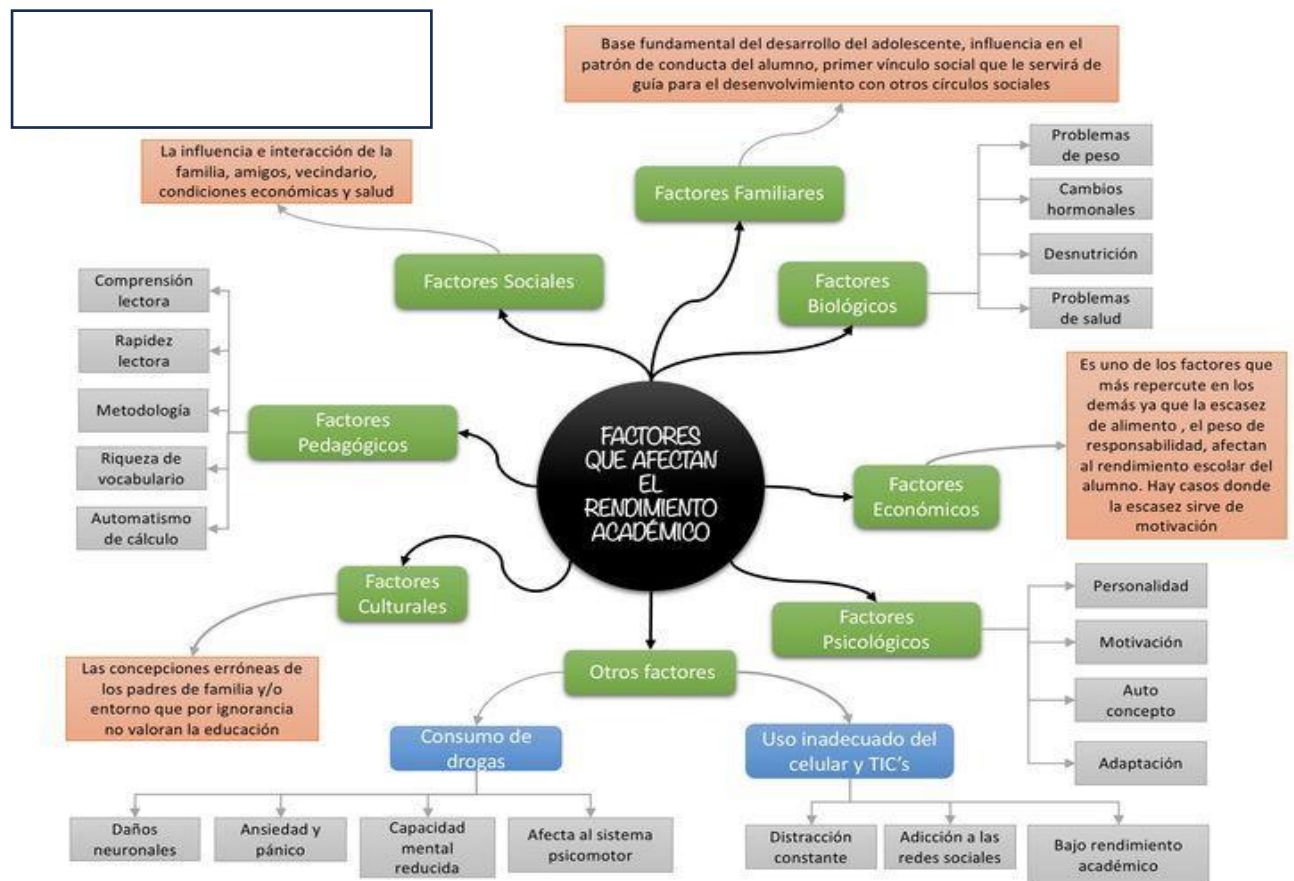 Base fundamental del desarrollo del adolescente, influencia en el
patrón de conducta del alumno, primer vínculo social que le servirá de
guía para el desenvolvimiento con otros círculos sociales
La influencia e interacción de la
familia, amigos, vecindario,
condiciones económicas y salud
Factores Familiares
Problemas
de peso
Cambios
hormonales
Desnutrición
Problemas
de salud
Factores Sociales
Factores
Biológicos
Comprensión
lectora
Rapidez
lectora
Metodología
Riqueza de
vocabulario
Automatismo
de cálculo
Factores
Pedagógicos
FACTORES
QUE AFECTAN
EL
RENDIMIENTO
ACADÉMICO
Es uno de los factores que
más repercute en los
demás ya que la escasez
de alimento , el peso de
responsabilidad, afectan
al rendimiento escolar del
alumno. Hay casos donde
la escasez sirve de
motivación
Factores
Económicos
Factores
Culturales
Factores
Psicológicos
Personalidad
Motivación
Auto
concepto
Adaptación
Las concepciones erróneas de
los padres de familia y/o
entorno que por ignorancia
no valoran la educación
Otros factores
Consumo de
drogas
Uso inadecuado del
celular y TIC’s
Daños
neuronales
Ansiedad y
pánico
Capacidad
mental
reducida
Afecta al sistema
psicomotor
Distracción
constante
Adicción a las
redes sociales
Bajo rendimiento
académico